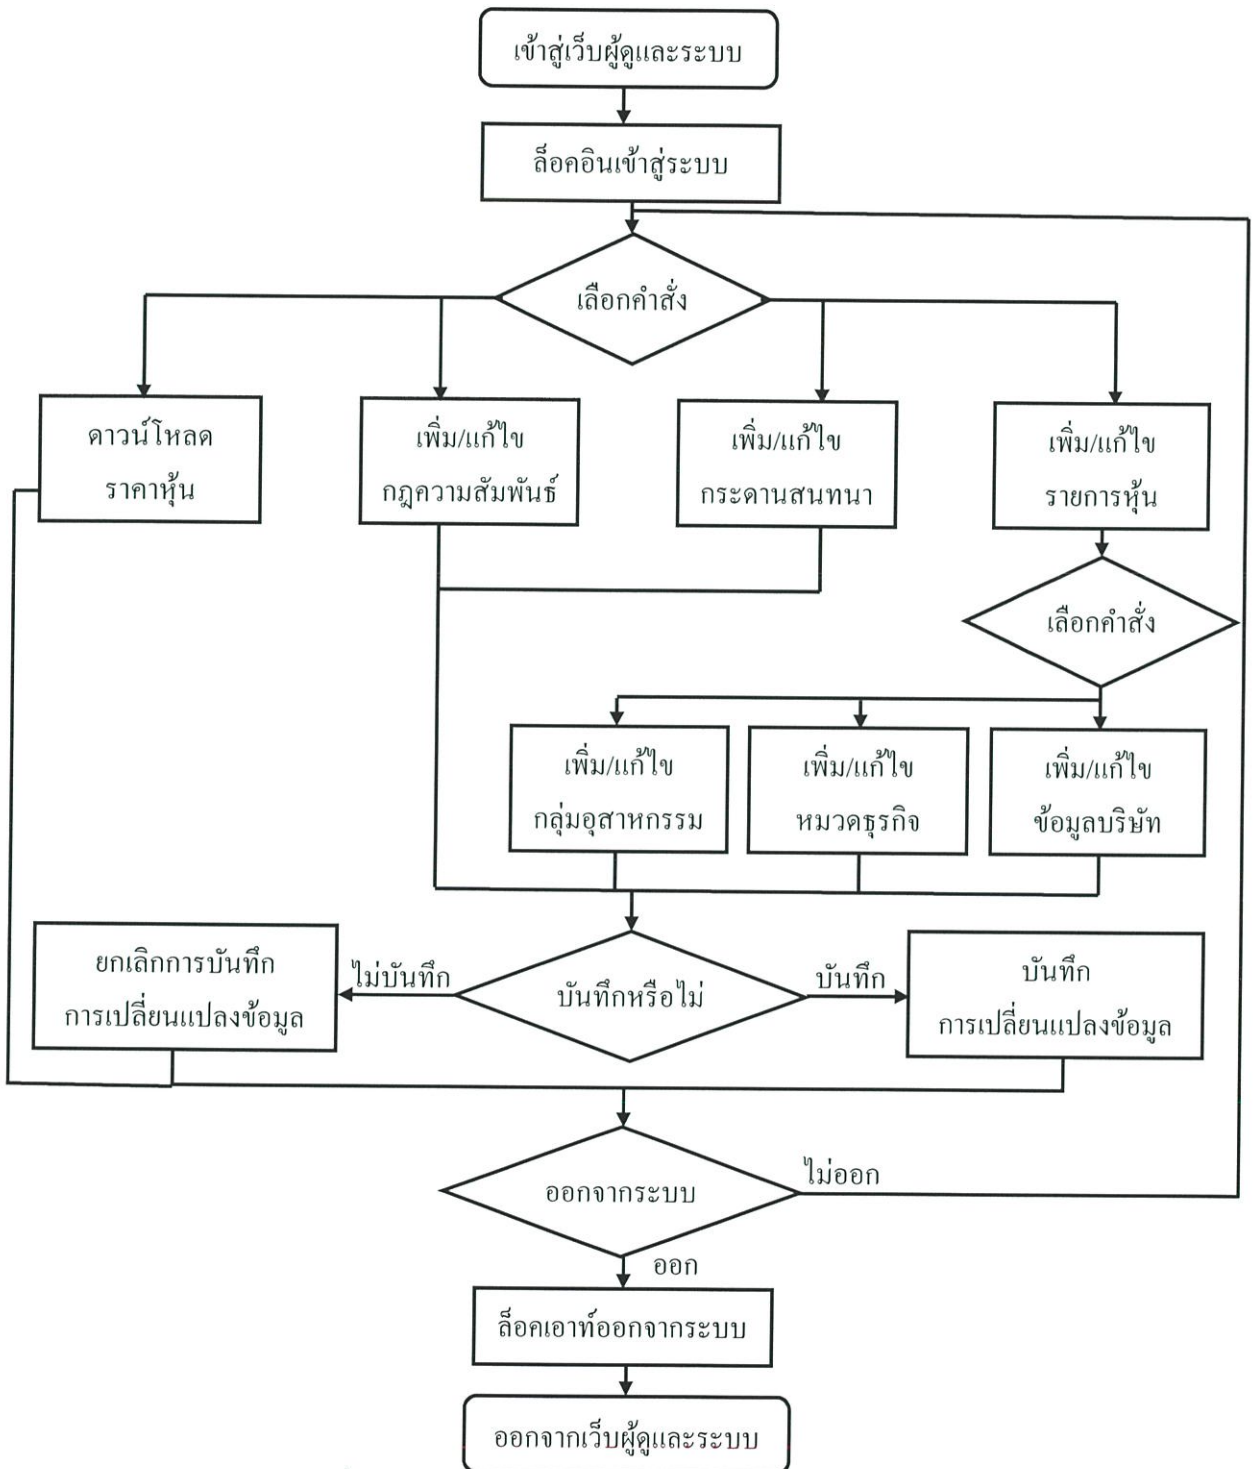 เข้าสู่เว็บผู้ดูและระบบ
ล็อคอินเข้าสู่ระบบ
เลือกคำสั่ง
ดาวน์โหลด
ราคาหุ้น
เพิ่ม/แก้ไข
กฎความสัมพันธ์
เพิ่ม/แก้ไข
กระดานสนทนา
เพิ่ม/แก้ไข
รายการหุ้น
เลือกคำสั่ง
เพิ่ม/แก้ไข
กลุ่มอุสาหกรรม
เพิ่ม/แก้ไข
หมวดธุรกิจ
เพิ่ม/แก้ไข
ข้อมูลบริษัท
ยกเลิกการบันทึก
การเปลี่ยนแปลงข้อมูล
ไม่บันทึก
บันทึกหรือไม่
บันทึก
บันทึก
การเปลี่ยนแปลงข้อมูล
ออกจากระบบ
ไม่ออก
ออก
ล็อคเอาท์ออกจากระบบ
ออกจากเว็บผู้ดูและระบบ